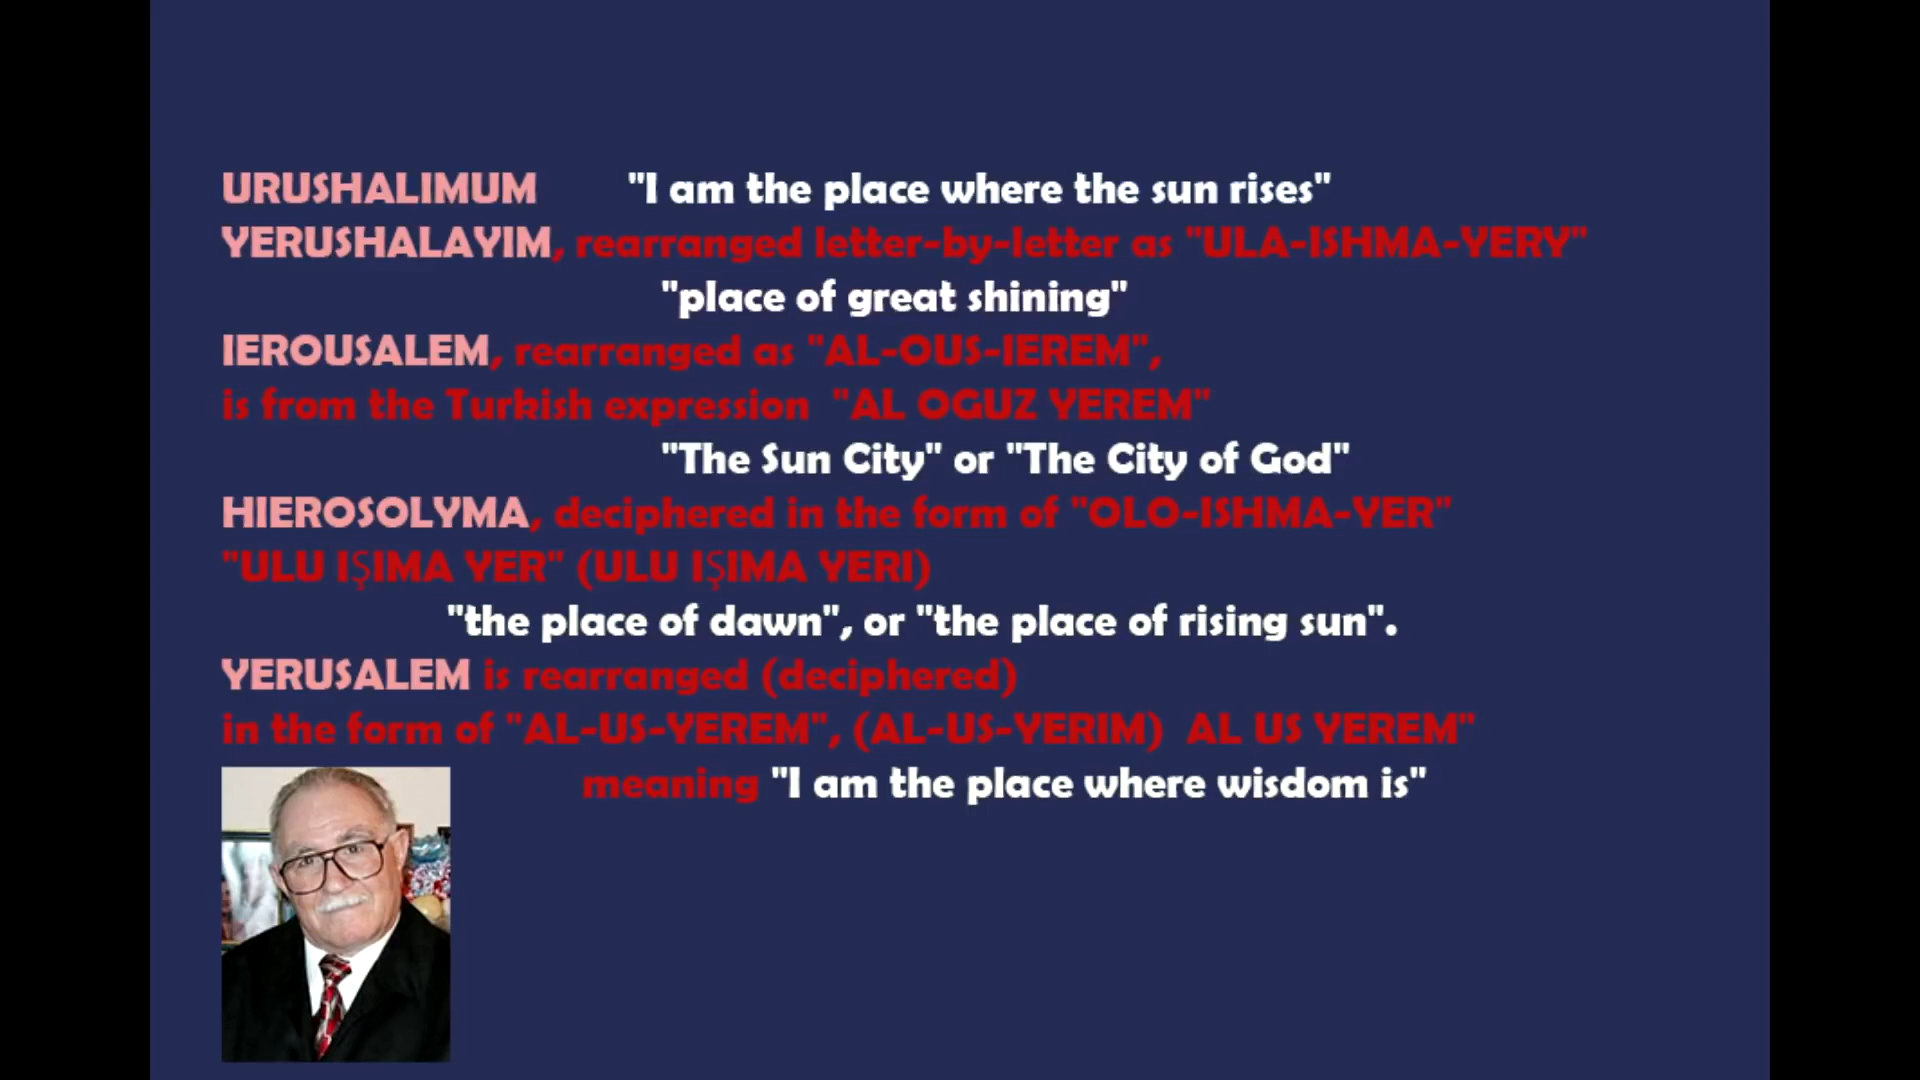 URUSHALIMUM "I am the place where the sun rises"
YERUSHALAYIM, rearranged letter-by-letter as "ULA-ISHMA-YERY"
"place of great shining"
IEROUSALEM, rearranged as "AL-OUS-IEREM",
is from the Turkish expression "AL OGUZ YEREM"
"The Sun City" or "The City of God"
HIEROSOLYMA, deciphered in the form of "OLO-ISHMA-YER"
"ULU IŞIMA YER" (ULU IŞIMA YERI)
"the place of dawn", or "the place of rising sun".
YERUSALEM is rearranged (deciphered)
in the form of "AL-US-YEREM", (AL-US-YERIM) AL US YEREM"
meaning "I am the place where wisdom is"